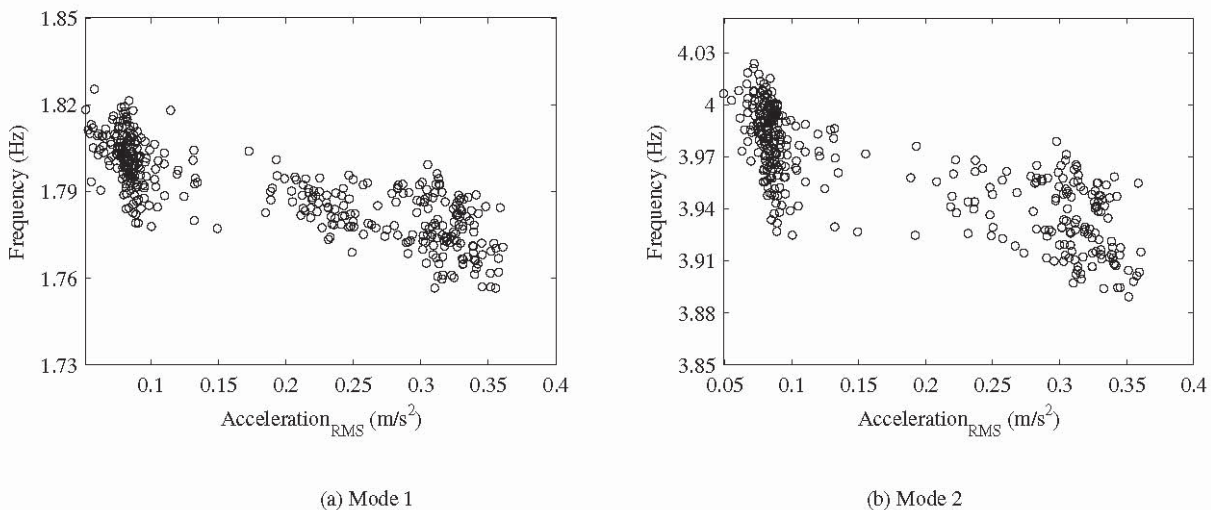 1.85
1.82
1.79
1.76
1.73
Frequency (Hz)
0.1 0.15 0.2 0.25 0.3 0.35 0.4
Acceleration_RMS (m/s²)
(a) Mode 1
4.03
4
3.97
3.94
3.91
3.88
3.85
Frequency (Hz)
0.05 0.1 0.15 0.2 0.25 0.3 0.35 0.4
Acceleration_RMS (m/s²)
(b) Mode 2